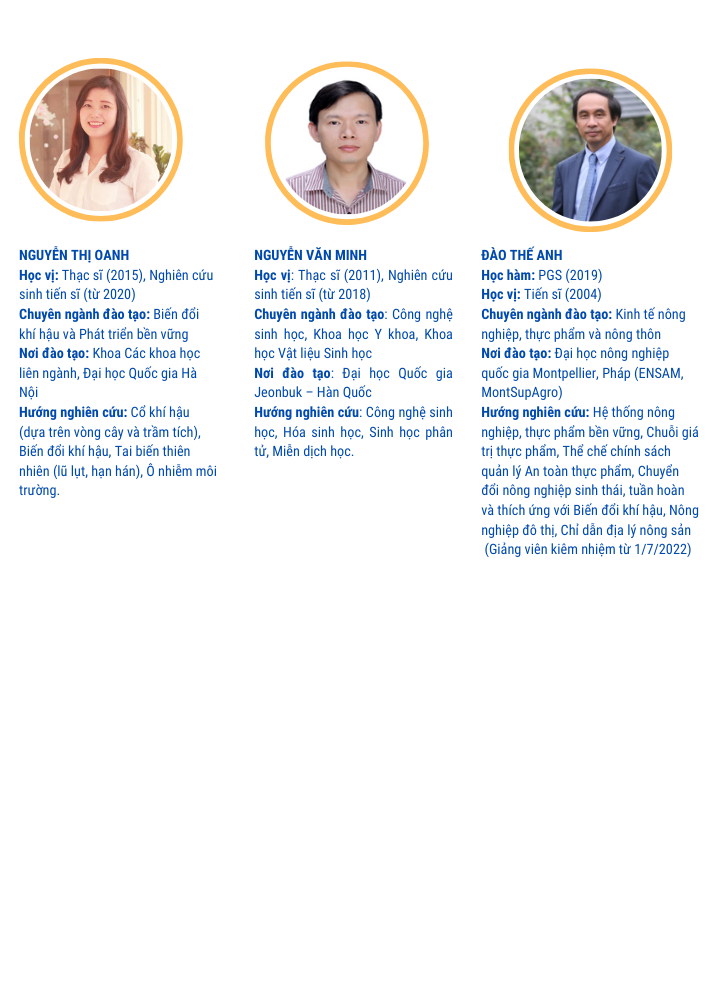 NGUYỄN THỊ OANH
Học vị: Thạc sĩ (2015), Nghiên cứu
sinh tiến sĩ (từ 2020)
Chuyên ngành đào tạo: Biến đổi
khí hậu và Phát triển bền vững
Nơi đào tạo: Khoa Các khoa học
liên ngành, Đại học Quốc gia Hà
Nội
Hướng nghiên cứu: Cổ khí hậu
(dựa trên vòng cây và trầm tích),
Biến đổi khí hậu, Tai biến thiên
nhiên (lũ lụt, hạn hán), Ô nhiễm môi
trường.
NGUYỄN VĂN MINH
Học vị: Thạc sĩ (2011), Nghiên cứu
sinh tiến sĩ (từ 2018)
Chuyên ngành đào tạo: Công nghệ
sinh học, Khoa học Y khoa, Khoa
học Vật liệu Sinh học
Nơi đào tạo: Đại học Quốc gia
Jeonbuk – Hàn Quốc
Hướng nghiên cứu: Công nghệ sinh
học, Hóa sinh học, Sinh học phân
tử, Miễn dịch học.
ĐÀO THẾ ANH
Học hàm: PGS (2019)
Học vị: Tiến sĩ (2004)
Chuyên ngành đào tạo: Kinh tế nông
nghiệp, thực phẩm và nông thôn
Nơi đào tạo: Đại học nông nghiệp
quốc gia Montpellier, Pháp (ENSAM,
MontSupAgro)
Hướng nghiên cứu: Hệ thống nông
nghiệp, thực phẩm bền vững, Chuỗi giá
trị thực phẩm, Thể chế chính sách
quản lý An toàn thực phẩm, Chuyển
đổi nông nghiệp sinh thái, tuần hoàn
và thích ứng với Biến đổi khí hậu, Nông
nghiệp đô thị, Chỉ dẫn địa lý nông sản
(Giảng viên kiêm nhiệm từ 1/7/2022)